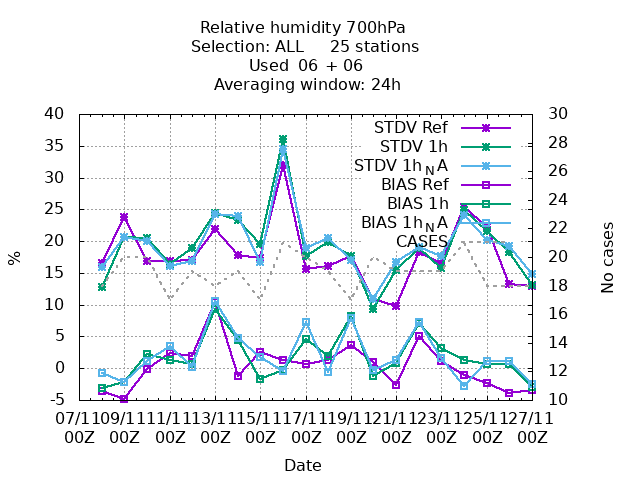 Relative humidity 700hPa
Selection: ALL 25 stations
Used 06 + 06
Averaging window: 24h
40
35
30
25
20
15
10
5
0
-5
%
30
28
26
24
22
20
18
16
14
12
10
No cases
STDV Ref
STDV 1h
STDV 1hNA
BIAS Ref
BIAS 1h
BIAS 1hNA
CASES
07/11 09/11 11/11 13/11 15/11 17/11 19/11 21/11 23/11 25/11 27/11
00Z 00Z 00Z 00Z 00Z 00Z 00Z 00Z 00Z 00Z 00Z
Date